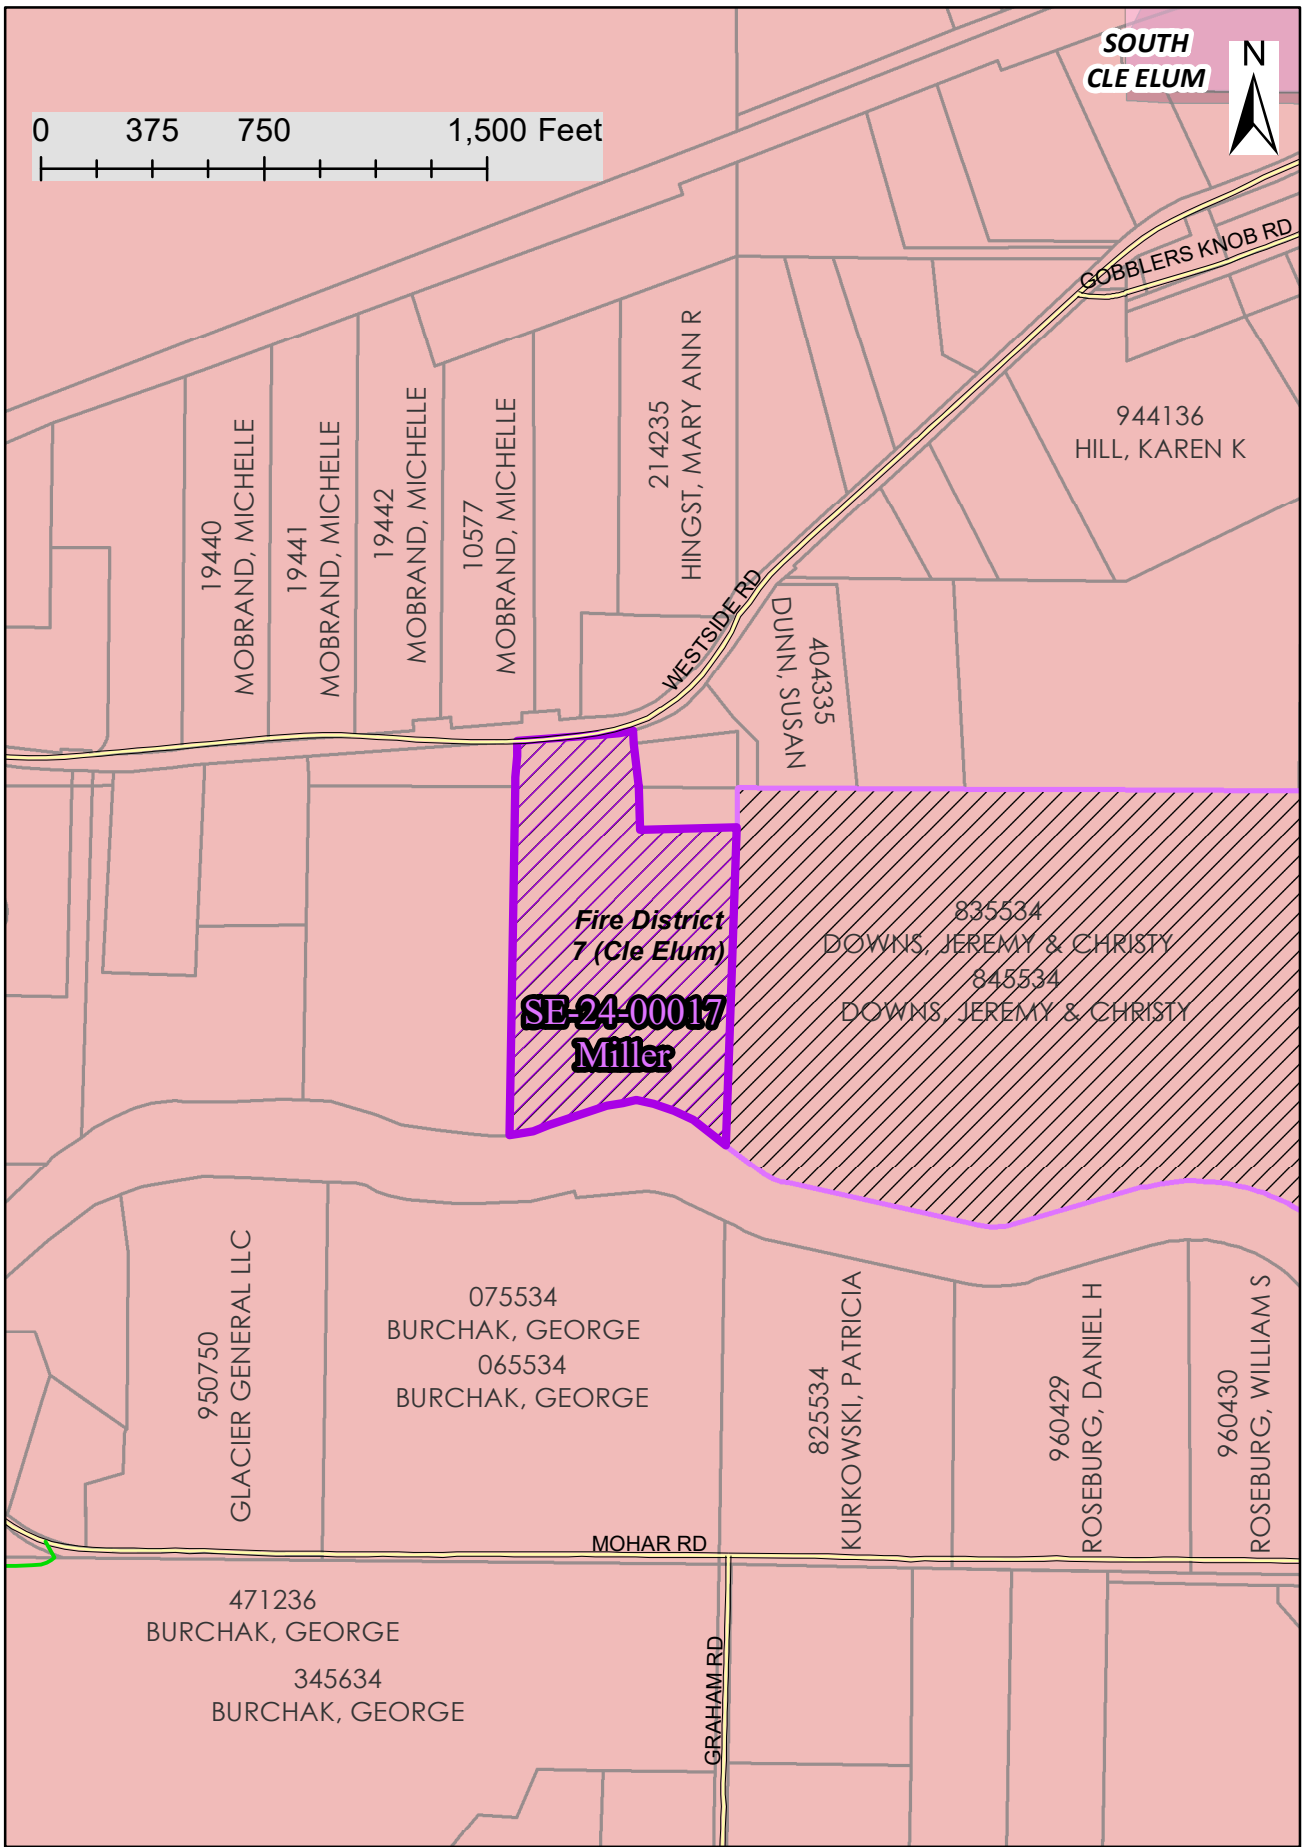 SOUTH
CLE ELUM
N
0 375 750 1,500 Feet
GOBBLERS KNOB RD
944136
HILL, KAREN K
19440
MOBRAND, MICHELLE
19441
MOBRAND, MICHELLE
19442
MOBRAND, MICHELLE
10577
MOBRAND, MICHELLE
214235
HINGST, MARY ANN R
WESTSIDE RD
404335
DUNN, SUSAN
Fire District
7 (Cle Elum)
SE-24-00017
Miller
835534
DOWNS, JEREMY & CHRISTY
845534
DOWNS, JEREMY & CHRISTY
950750
GLACIER GENERAL LLC
075534
BURCHAK, GEORGE
065534
BURCHAK, GEORGE
825534
KURKOWSKI, PATRICIA
960429
ROSEBURG, DANIEL H
960430
ROSEBURG, WILLIAM S
MOHAR RD
471236
BURCHAK, GEORGE
345634
BURCHAK, GEORGE
GRAHAM RD